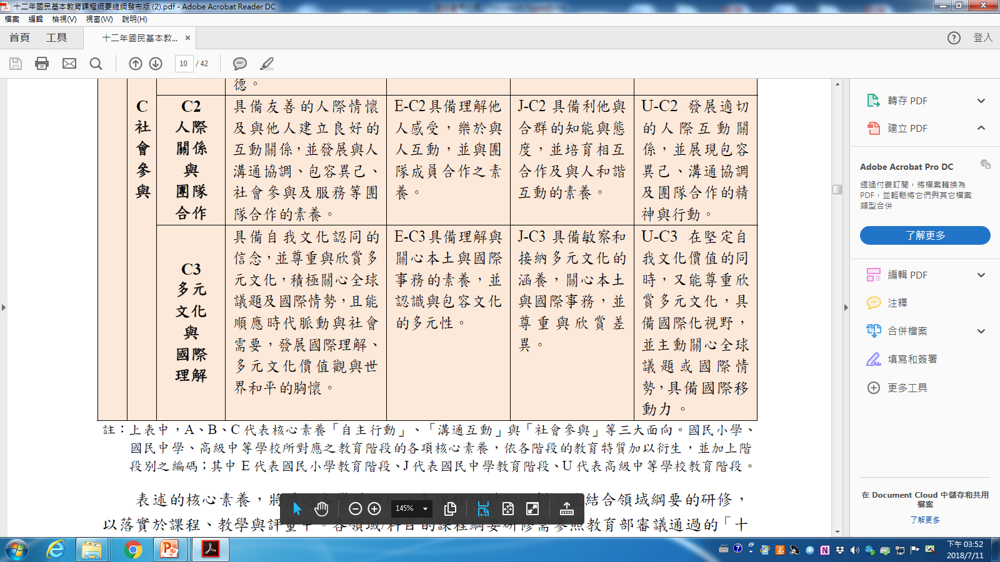 十二年國民基本教育課程綱要總綱發布版 (2).pdf - Adobe Acrobat Reader DC
檔案 編輯 檢視(V) 視窗(W) 說明(H)
首頁 工具 十二年國民基本教... × 登入
10 / 42
德。
C
社
會
參
與
C2
人際
關係
與
團隊
合作
具備友善的人際情懷
及與他人建立良好的
互動關係，並發展與人
溝通協調、包容異己、
社會參與及服務等團
隊合作的素養。
E-C2 具備理解他
人感受，樂於與
人互動，並與團
隊成員合作之素
養。
J-C2 具備利他與
合群的知能與態
度，並培育相互
合作及與人和諧
互動的素養。
U-C2 發展適切
的人際互動關
係，並展現包容
異己、溝通協調
及團隊合作的精
神與行動。
C3
多元
文化
與
國際
理解
具備自我文化認同的
信念，並尊重與欣賞多
元文化，積極關心全球
議題及國際情勢，且能
順應時代脈動與社會
需要，發展國際理解、
多元文化價值觀與世
界和平的胸懷。
E-C3 具備理解與
關心本土與國際
事務的素養，並
認識與包容文化
的多元性。
J-C3 具備敏察和
接納多元文化的
涵養，關心本土
與國際事務，並
尊重與欣賞差
異。
U-C3 在堅定自
我文化價值的同
時，又能尊重欣
賞多元文化，具
備國際化視野，
並主動關心全球
議題或國際情
勢，具備國際移
動力。
註：上表中，A、B、C 代表核心素養「自主行動」、「溝通互動」與「社會參與」等三大面向。國民小學、
國民中學、高級中等學校所對應之教育階段的各項核心素養，依各階段的教育特質加以衍生，並加上階
段別之編碼；其中 E 代表國民小學教育階段、J 代表國民中學教育階段、U 代表高級中等學校教育階段。
表述的核心素養，將
結合領域綱要的研修，
以落實於課程、教學與評量中。各領域/科目的課程綱要研修需參照教育部審議通過的「十
145%
轉存 PDF
建立 PDF
Adobe Acrobat Pro DC
透過付費訂閱，將檔案轉換為
PDF，並輕鬆將它們與其它檔案
類型合併
了解更多
編輯 PDF
注釋
合併檔案
填寫和簽署
更多工具
在 Document Cloud 中儲存和共用
檔案
了解更多
下午 03:52
2018/7/11